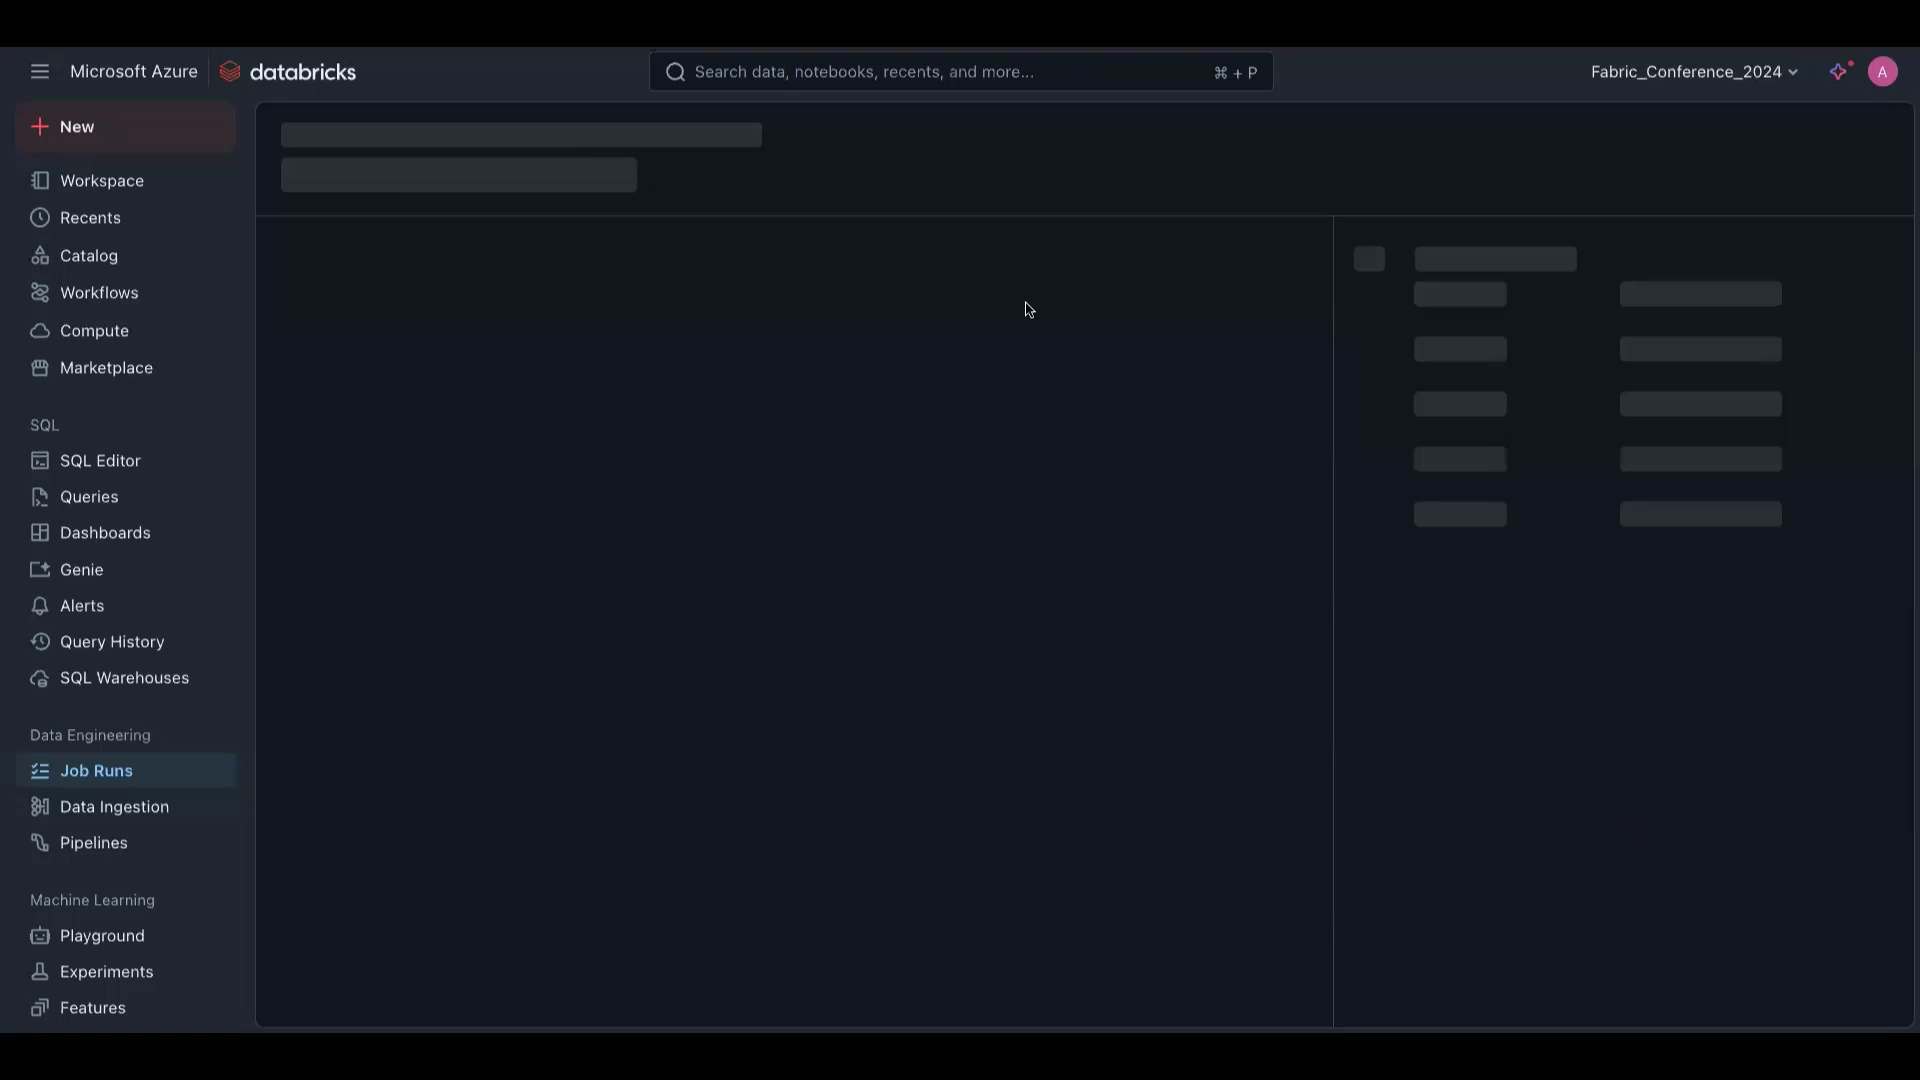 Microsoft Azure databricks Search data, notebooks, recents, and more... ⌘ + P Fabric_Conference_2024 A
New
Workspace
Recents
Catalog
Workflows
Compute
Marketplace
SQL
SQL Editor
Queries
Dashboards
Genie
Alerts
Query History
SQL Warehouses
Data Engineering
Job Runs
Data Ingestion
Pipelines
Machine Learning
Playground
Experiments
Features